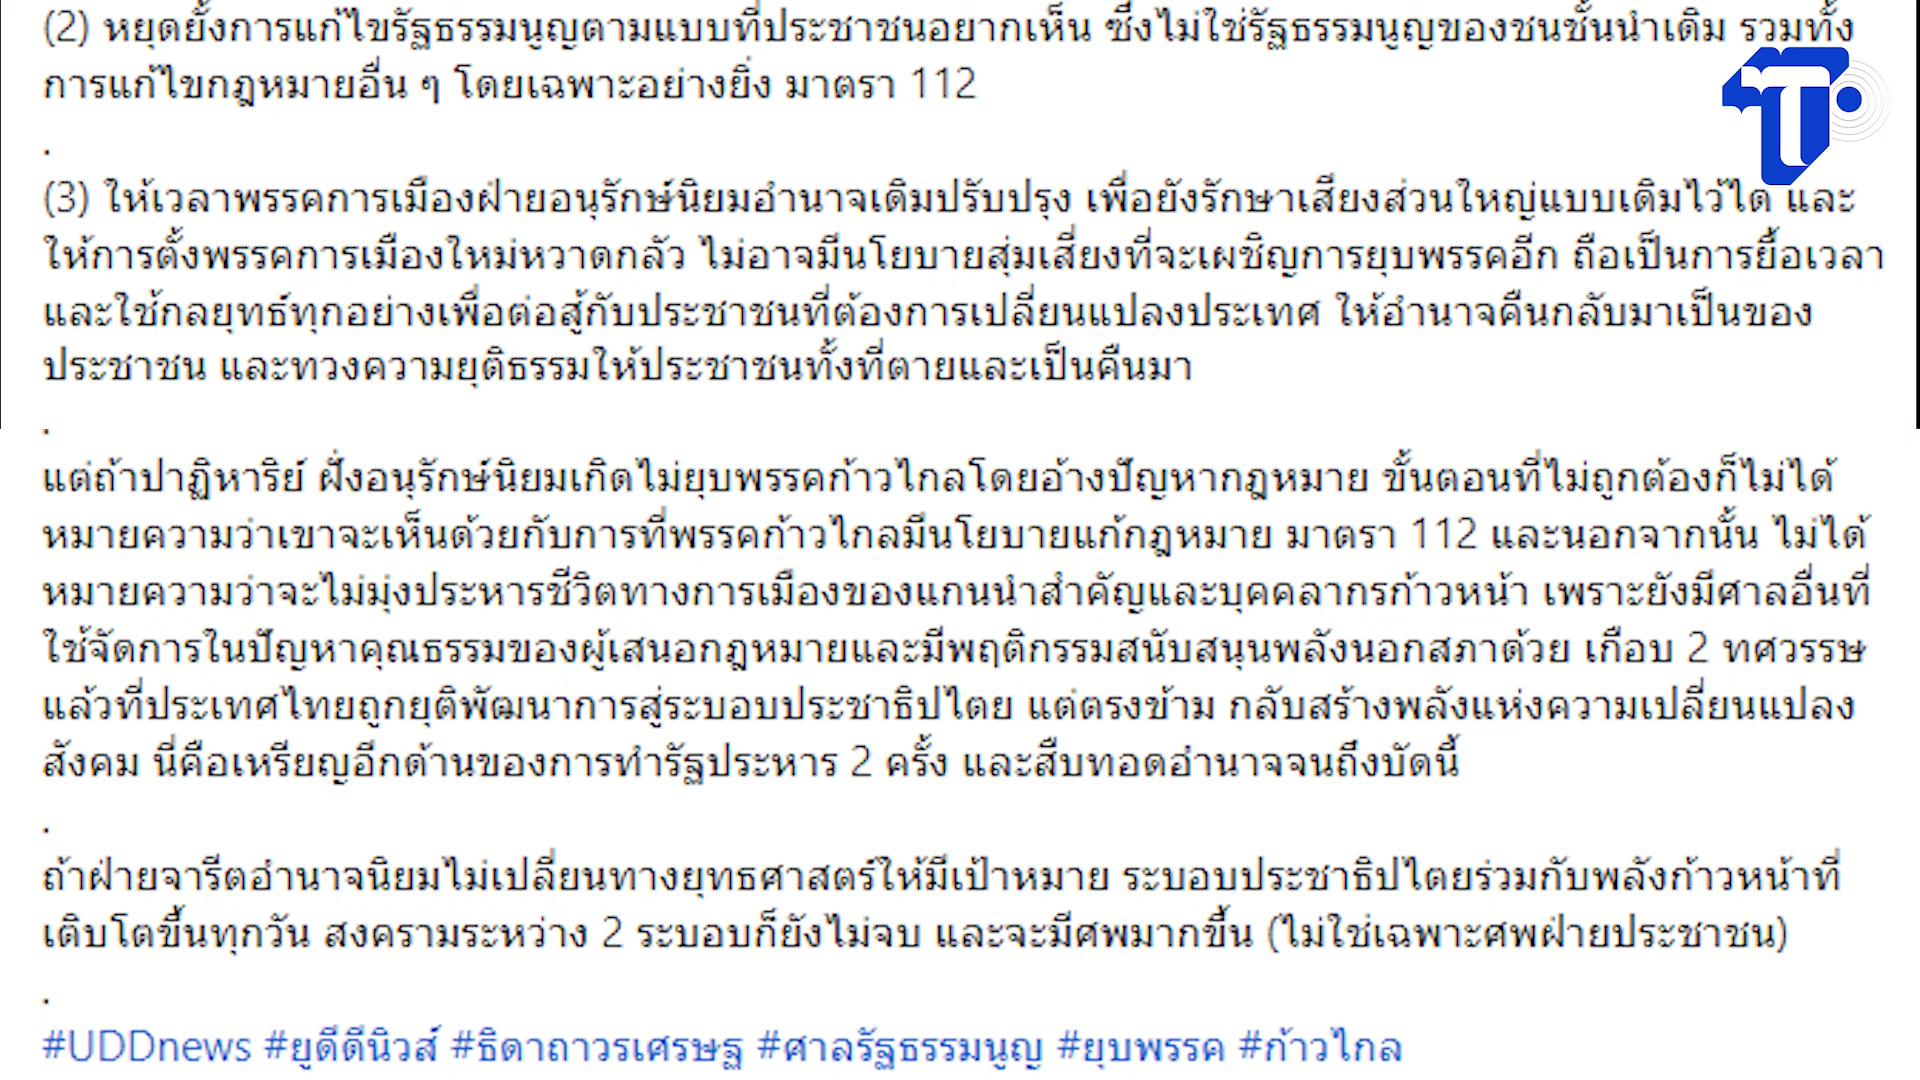 (2) หยุดยั้งการแก้ไขรัฐธรรมนูญตามแบบที่ประชาชนอยากเห็น ซึ่งไม่ใช่รัฐธรรมนูญของชนชั้นนำเดิม รวมทั้ง
การแก้ไขกฎหมายอื่น ๆ โดยเฉพาะอย่างยิ่ง มาตรา 112
.
(3) ให้เวลาพรรคการเมืองฝ่ายอนุรักษ์นิยมอำนาจเดิมปรับปรุง เพื่อยังรักษาเสียงส่วนใหญ่แบบเดิมไว้ได้ และ
ให้การตั้งพรรคการเมืองใหม่หวาดกลัว ไม่อาจมีนโยบายสุ่มเสี่ยงที่จะเผชิญการยุบพรรคอีก ถือเป็นการยื้อเวลา
และใช้กลยุทธ์ทุกอย่างเพื่อต่อสู้กับประชาชนที่ต้องการเปลี่ยนแปลงประเทศ ให้อำนาจคืนกลับมาเป็นของ
ประชาชน และทวงความยุติธรรมให้ประชาชนทั้งที่ตายและเป็นคืนมา
.
แต่ถ้าปาฏิหาริย์ ฝั่งอนุรักษ์นิยมเกิดไม่ยุบพรรคก้าวไกลโดยอ้างปัญหากฎหมาย ขั้นตอนที่ไม่ถูกต้องก็ไม่ได้
หมายความว่าเขาจะเห็นด้วยกับการที่พรรคก้าวไกลมีนโยบายแก้กฎหมาย มาตรา 112 และนอกจากนั้น ไม่ได้
หมายความว่าจะไม่มุ่งประหารชีวิตทางการเมืองของแกนนำสำคัญและบุคคลากรก้าวหน้า เพราะยังมีศาลอื่นที่
ใช้จัดการในปัญหาคุณธรรมของผู้เสนอกฎหมายและมีพฤติกรรมสนับสนุนพลังนอกสภาด้วย เกือบ 2 ทศวรรษ
แล้วที่ประเทศไทยถูกยุติพัฒนาการสู่ระบอบประชาธิปไตย แต่ตรงข้าม กลับสร้างพลังแห่งความเปลี่ยนแปลง
สังคม นี่คือเหรียญอีกด้านของการทำรัฐประหาร 2 ครั้ง และสืบทอดอำนาจจนถึงบัดนี้
.
ถ้าฝ่ายจารีตอำนาจนิยมไม่เปลี่ยนทางยุทธศาสตร์ให้มีเป้าหมาย ระบอบประชาธิปไตยร่วมกับพลังก้าวหน้าที่
เติบโตขึ้นทุกวัน สงครามระหว่าง 2 ระบอบก็ยังไม่จบ และจะมีศพมากขึ้น (ไม่ใช่เฉพาะศพฝ่ายประชาชน)
.
#UDDnews #ยูดีดีนิวส์ #ธิดาถาวรเศรษฐ #ศาลรัฐธรรมนูญ #ยุบพรรค #ก้าวไกล